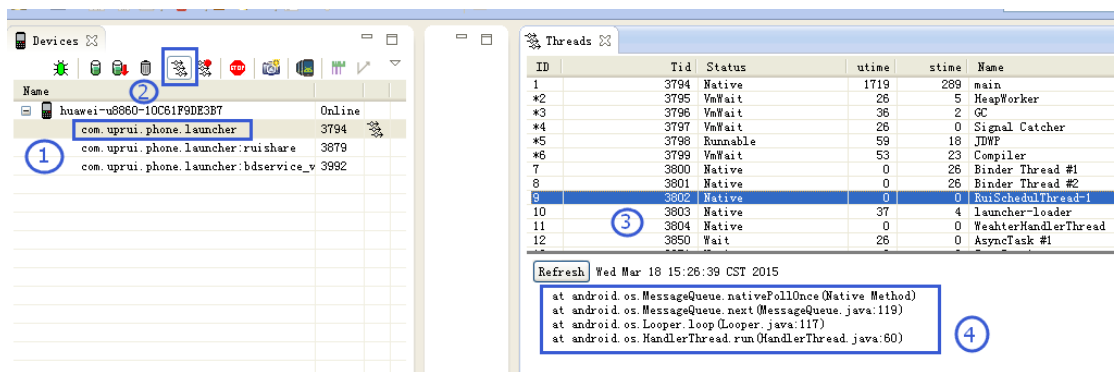 Devices
STOP
2
Name
huawei-u8860-10C61F9DE3B7 Online
com.uprui.phone.launcher 3794
com.uprui.phone.launcher:ruishare 3879
com.uprui.phone.launcher:bdservice_v 3992
1
Threads
ID Tid Status utime stime Name
1 3794 Native 1719 289 main
*2 3795 VmWait 26 5 HeapWorker
*3 3796 VmWait 36 2 GC
*4 3797 VmWait 26 0 Signal Catcher
*5 3798 Runnable 59 18 JDWP
*6 3799 VmWait 53 23 Compiler
7 3800 Native 0 26 Binder Thread #1
8 3801 Native 0 26 Binder Thread #2
9 3802 Native 0 0 RuiSchedulThread-1
10 3803 Native 37 4 launcher-loader
11 3804 Native 0 0 WeahterHandlerThread
12 3850 Wait 26 0 AsyncTask #1
3
Refresh Wed Mar 18 15:26:39 CST 2015
at android.os.MessageQueue.nativePollOnce(Native Method)
at android.os.MessageQueue.next(MessageQueue.java:119)
at android.os.Looper.loop(Looper.java:117)
at android.os.HandlerThread.run(HandlerThread.java:60)
4